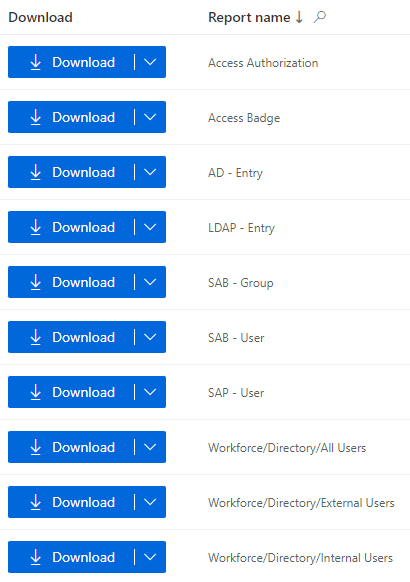 Download Report name
Download Access Authorization
Download Access Badge
Download AD - Entry
Download LDAP - Entry
Download SAB - Group
Download SAB - User
Download SAP - User
Download Workforce/Directory/All Users
Download Workforce/Directory/External Users
Download Workforce/Directory/Internal Users